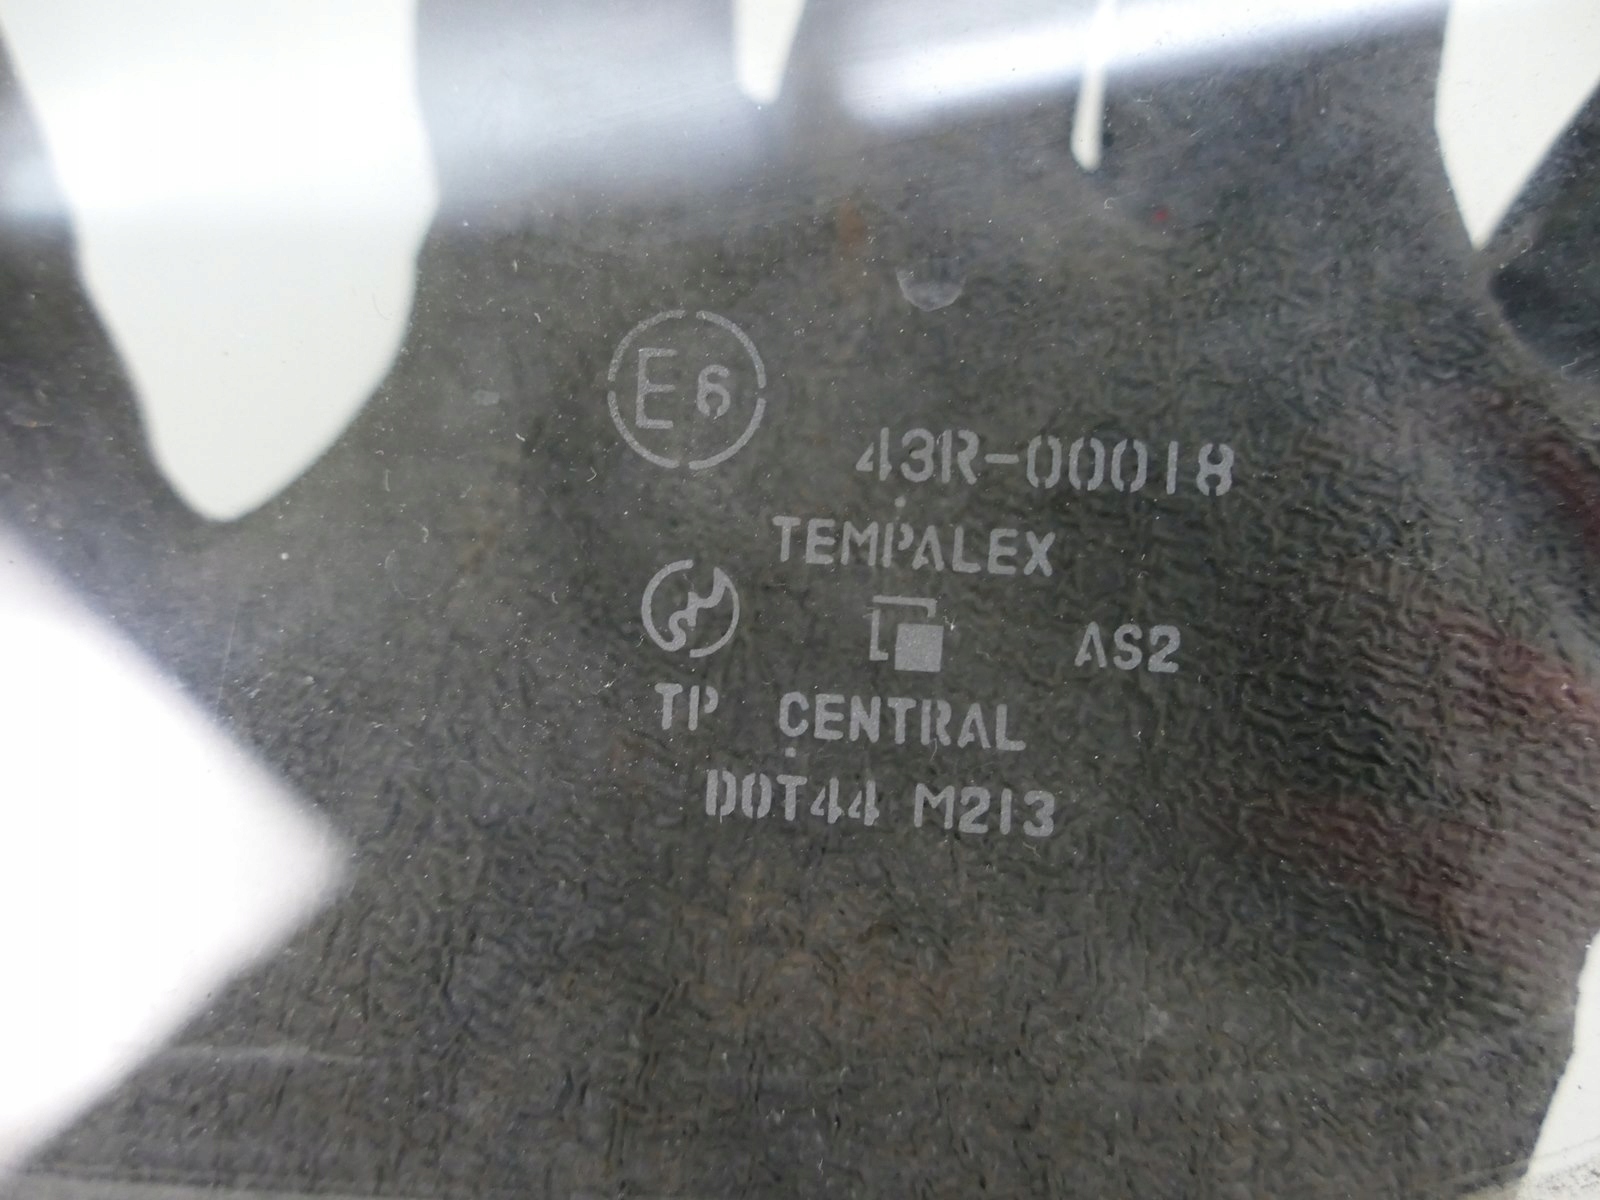 E6
43R-00018
TEMPALEX
AS2
TP CENTRAL
DOT44 M213